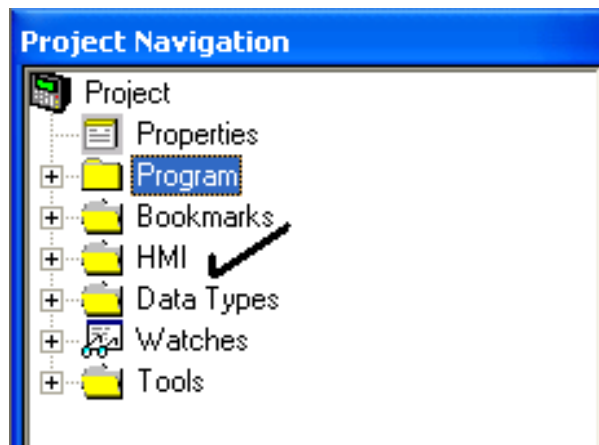 Project Navigation
Project
Properties
Program
Bookmarks
HMI
Data Types
Watches
Tools